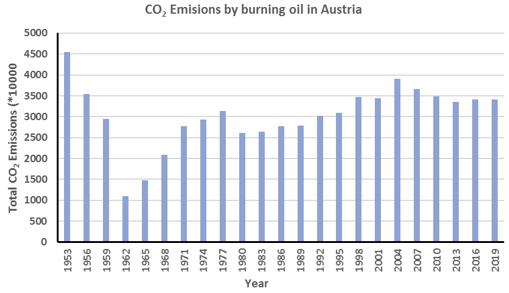 CO₂ Emisions by burning oil in Austria
Total CO₂ Emissions (*10000
5000
4500
4000
3500
3000
2500
2000
1500
1000
500
0
1953 1956 1959 1962 1965 1968 1971 1974 1977 1980 1983 1986 1989 1992 1995 1998 2001 2004 2007 2010 2013 2016 2019
Year